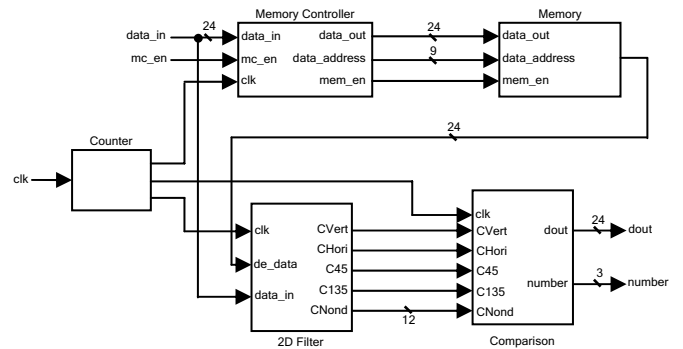 Memory Controller
Memory
data_in
24
data_in
data_out
24
data_out
mc_en
mc_en
data_address
9
data_address
clk
mem_en
mem_en
24
Counter
clk
clk
CVert
clk
CVert
dout
24
dout
CHori
CHori
de_data
C45
C45
data_in
C135
C135
number
3
number
CNond
12
CNond
2D Filter
Comparison